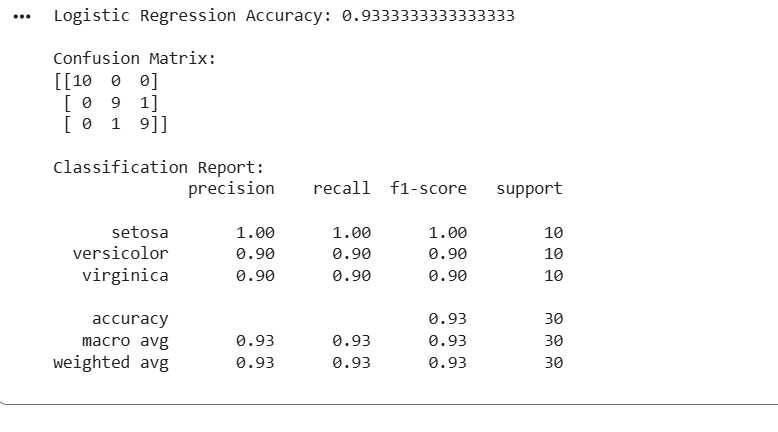 ••• Logistic Regression Accuracy: 0.9333333333333333
Confusion Matrix:
[[10 0 0]
[ 0 9 1]
[ 0 1 9]]
Classification Report:
precision recall f1-score support
setosa 1.00 1.00 1.00 10
versicolor 0.90 0.90 0.90 10
virginica 0.90 0.90 0.90 10
accuracy 0.93 30
macro avg 0.93 0.93 0.93 30
weighted avg 0.93 0.93 0.93 30